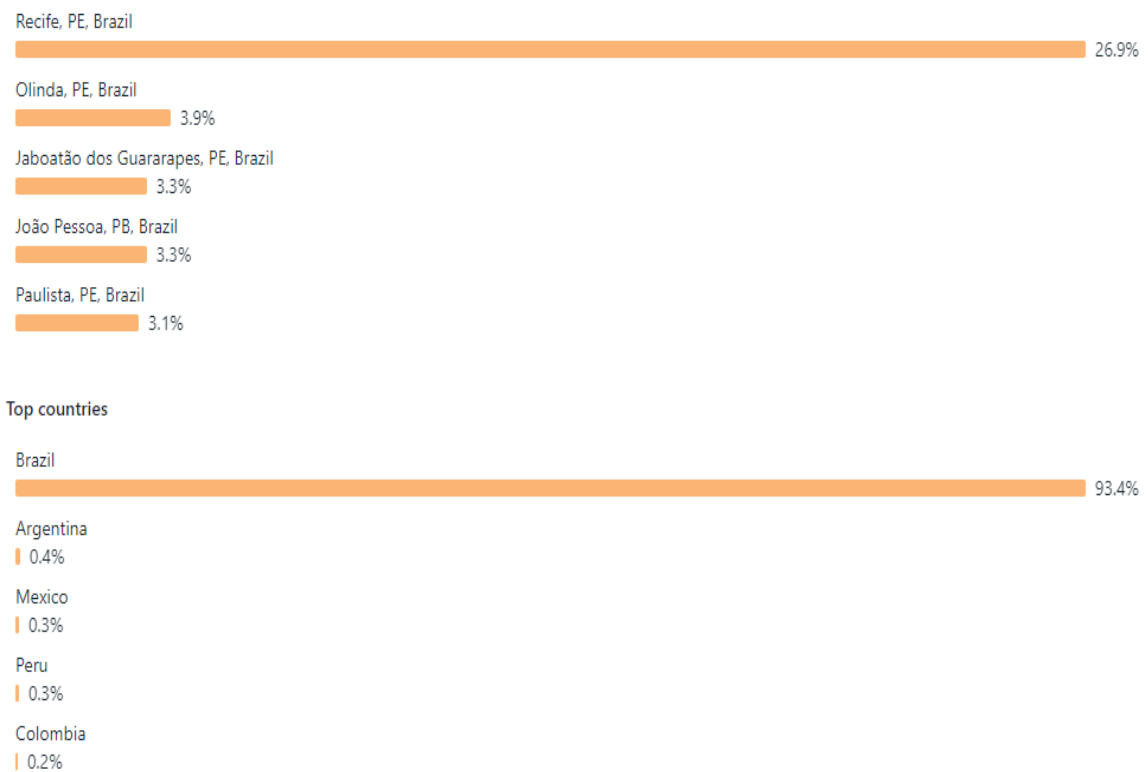 Recife, PE, Brazil
26.9%
Olinda, PE, Brazil
3.9%
Jaboatão dos Guararapes, PE, Brazil
3.3%
João Pessoa, PB, Brazil
3.3%
Paulista, PE, Brazil
3.1%
Top countries
Brazil
93.4%
Argentina
0.4%
Mexico
0.3%
Peru
0.3%
Colombia
0.2%